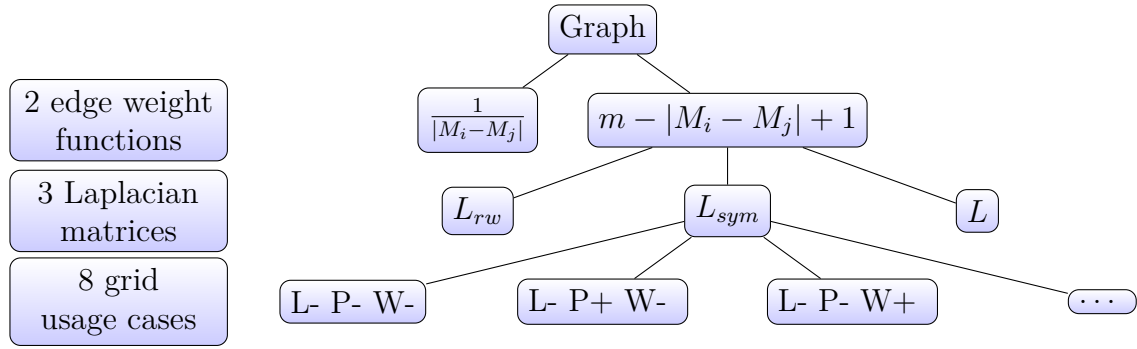 Graph
2 edge weight
functions
1/|M_i−M_j|
m − |M_i − M_j| + 1
3 Laplacian
matrices
L_rw
L_sym
L
8 grid
usage cases
L- P- W-
L- P+ W-
L- P- W+
···